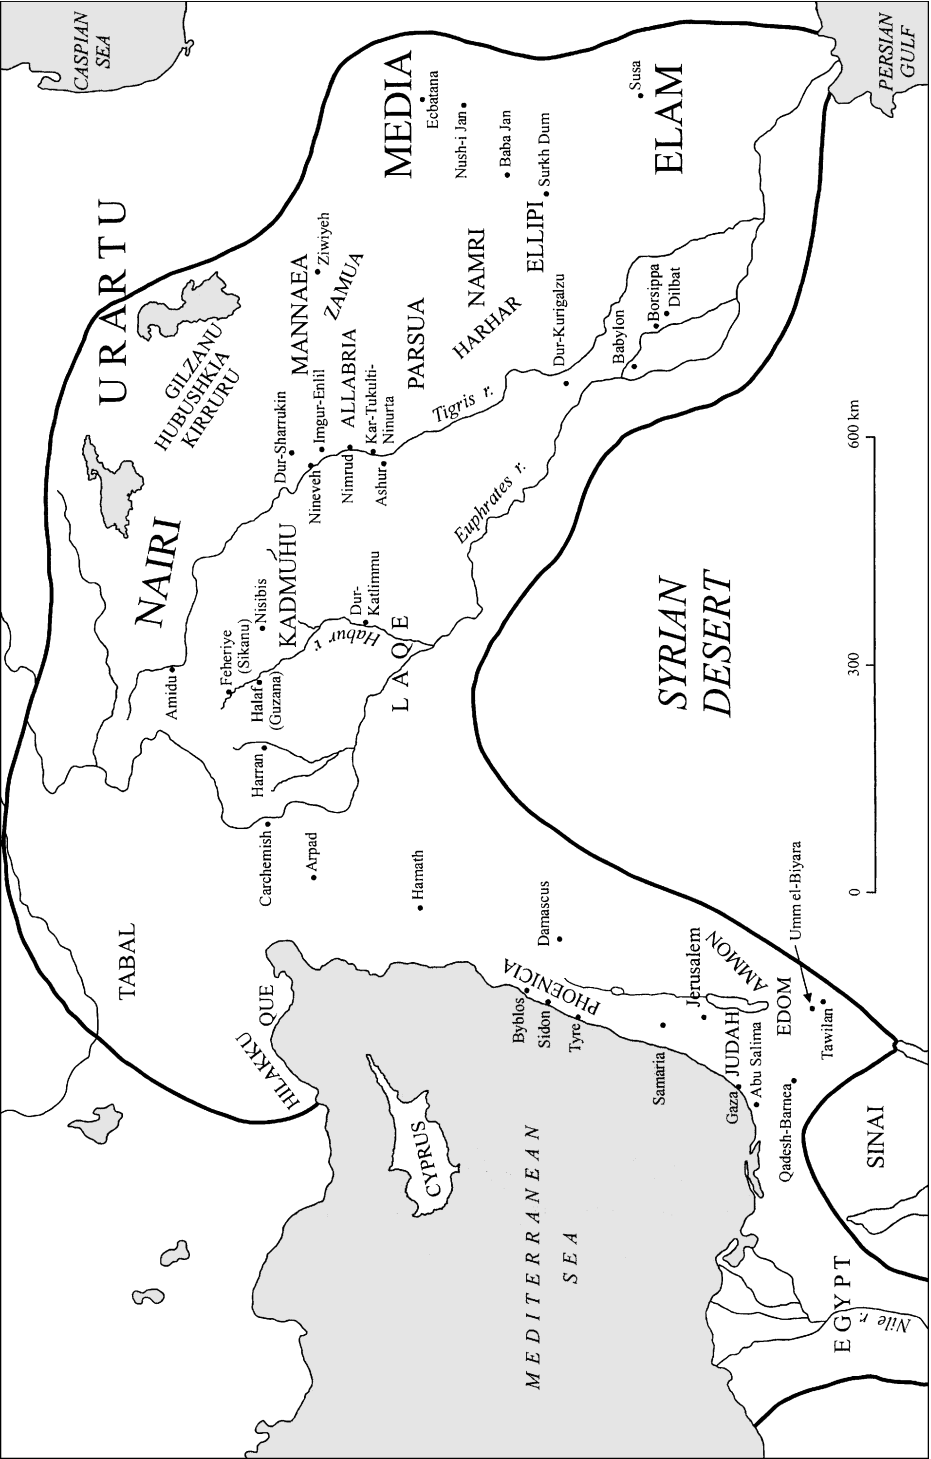 CASPIAN
SEA
PERSIAN
GULF
URARTU
MEDIA
Ecbatana
Nush-i Jan
Baba Jan
Surkh Dum
ELLIPI
Susa
ELAM
GILZANU
HUBUSHKIA
KIRRURU
MANNAEA
Ziwiyeh
ZAMUA
NAMRI
HARHAR
PARSUA
ALLABRIA
Dur-Kurigalzu
Babylon
Borsippa
Dilbat
Tigris r.
Dur-Sharrukin
Imgur-Enlil
Nineveh
Nimrud
Kar-Tukulti-
Ninurta
Ashur
Euphrates r.
NAIRI
KADMUHU
Nisibis
Dur-
Katlimmu
Habur r.
LAQE
Feheriye
(Sikanu)
Halaf
(Guzana)
Amidu
Harran
Carchemish
Arpad
Hamath
SYRIAN
DESERT
600 km
300
0
TABAL
QUE
HILAKKU
CYPRUS
Damascus
PHOENICIA
Byblos
Sidon
Tyre
Samaria
Jerusalem
AMMON
JUDAH
EDOM
Umm el-Biyara
Tawilan
Gaza
Abu Salima
Qadesh-Barnea
SINAI
MEDITERRANEAN
SEA
EGYPT
Nile r.